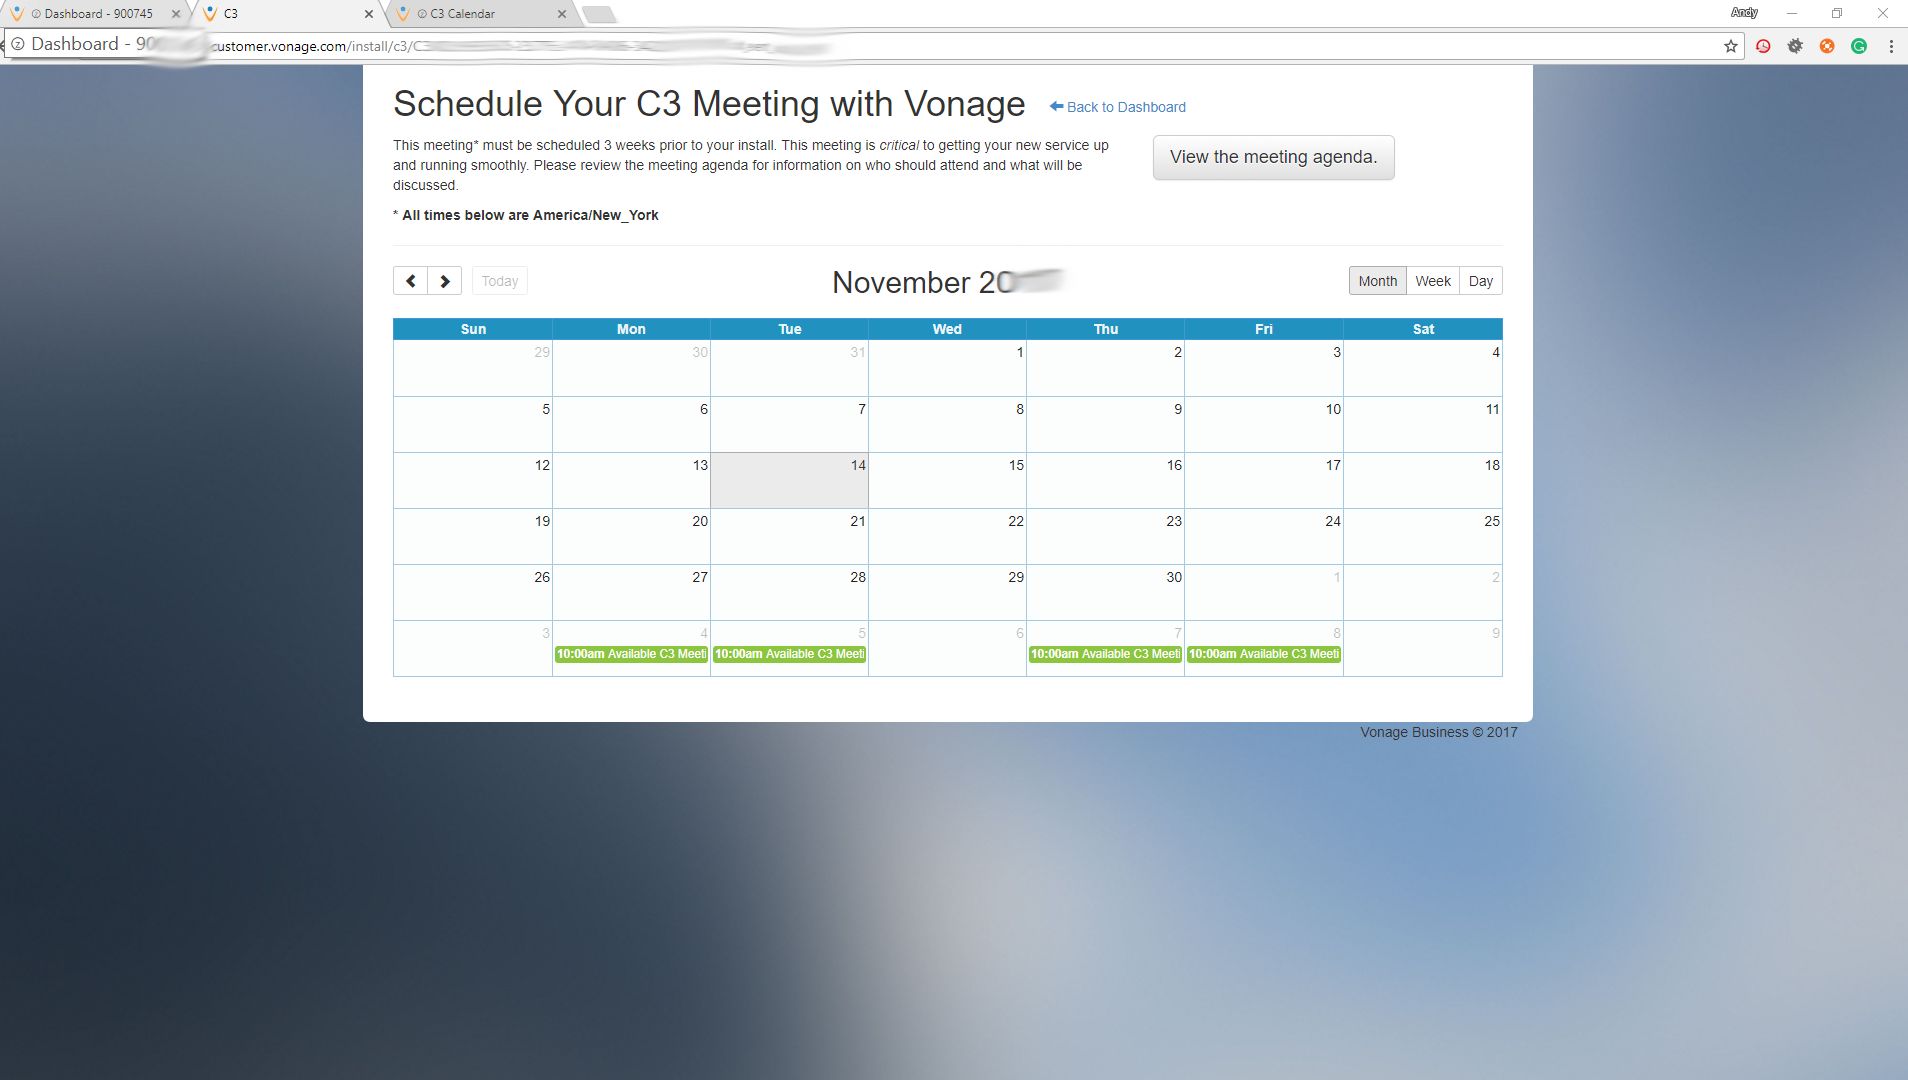 Dashboard - 900745
C3
C3 Calendar
Andy
Dashboard - 90
customer.vonage.com/install/c3/C
Schedule Your C3 Meeting with Vonage
Back to Dashboard
This meeting* must be scheduled 3 weeks prior to your install. This meeting is critical to getting your new service up
and running smoothly. Please review the meeting agenda for information on who should attend and what will be
discussed.
View the meeting agenda.
* All times below are America/New_York
Today
November 20
Month Week Day
Sun Mon Tue Wed Thu Fri Sat
29 30 31 1 2 3 4
5 6 7 8 9 10 11
12 13 14 15 16 17 18
19 20 21 22 23 24 25
26 27 28 29 30 1 2
3 4 5 6 7 8 9
10:00am Available C3 Meeti 10:00am Available C3 Meeti 10:00am Available C3 Meeti 10:00am Available C3 Meeti
Vonage Business © 2017